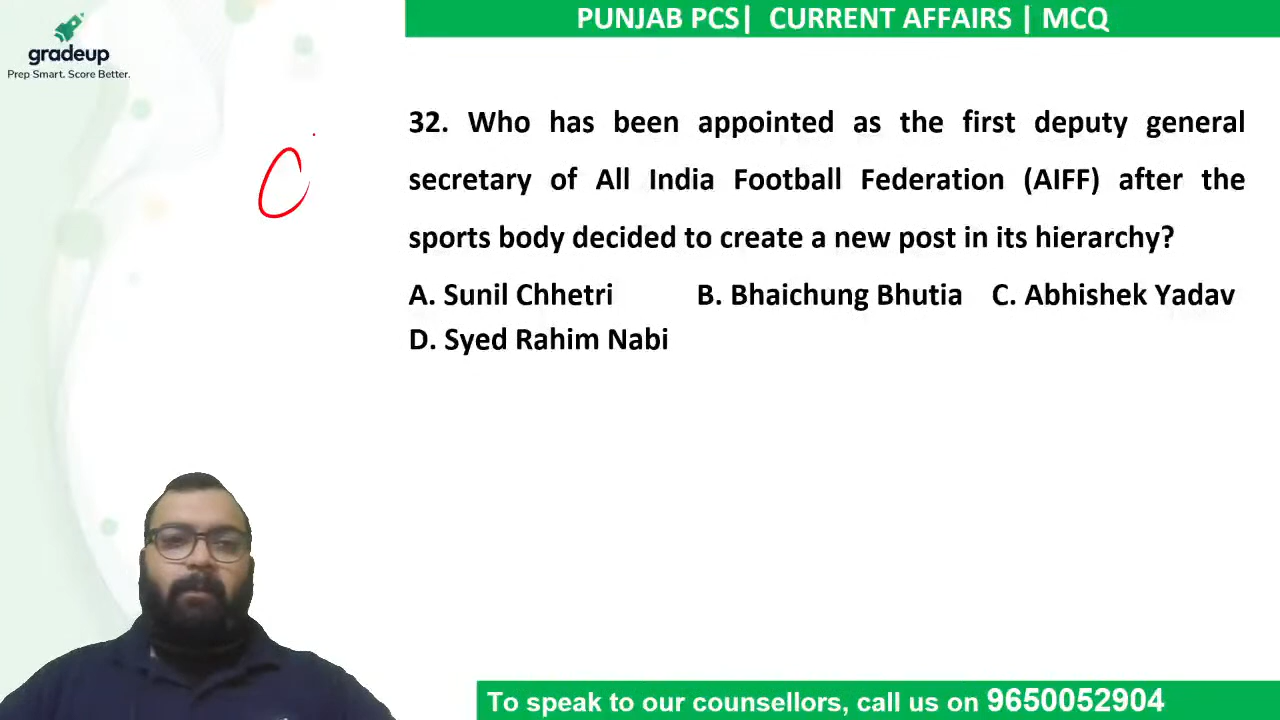 gradeup
Prep Smart. Score Better.
PUNJAB PCS| CURRENT AFFAIRS | MCQ
C
32. Who has been appointed as the first deputy general
secretary of All India Football Federation (AIFF) after the
sports body decided to create a new post in its hierarchy?
A. Sunil Chhetri B. Bhaichung Bhutia C. Abhishek Yadav
D. Syed Rahim Nabi
To speak to our counsellors, call us on 9650052904